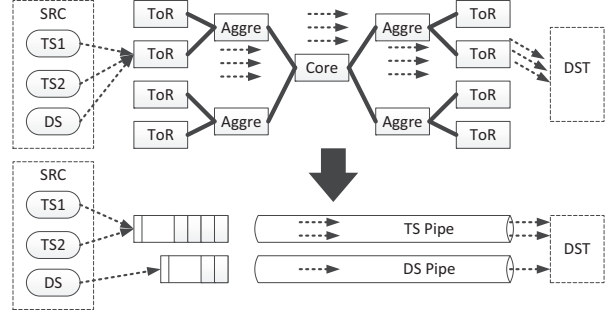 SRC
TS1
TS2
DS
ToR
ToR
ToR
ToR
Aggre
Aggre
Core
Aggre
Aggre
ToR
ToR
ToR
ToR
DST
SRC
TS1
TS2
DS
TS Pipe
DS Pipe
DST